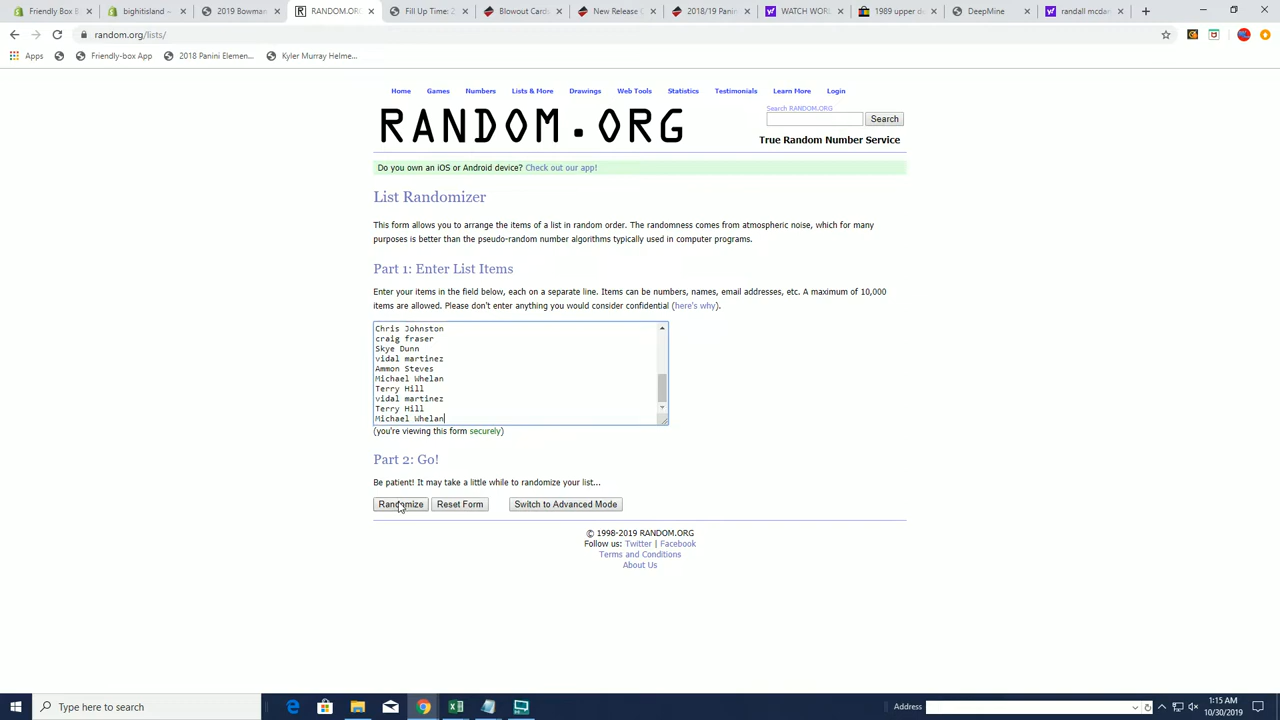 Friendly Box B
bighitisland –
2019 Bowma
RANDOM.OR
Fill Up Time: Z
Blowout Cards
New Release C
2018/19 Panin
WATCH WORL
1989 upper d
DeepMine
randall mcdan
random.org/lists/
Apps
Friendly-box App
2018 Panini Elemen...
Kyler Murray Helme...
Home
Games
Numbers
Lists & More
Drawings
Web Tools
Statistics
Testimonials
Learn More
Login
RANDOM.ORG
Search RANDOM.ORG
Search
True Random Number Service
Do you own an iOS or Android device? Check out our app!
List Randomizer
This form allows you to arrange the items of a list in random order. The randomness comes from atmospheric noise, which for many
purposes is better than the pseudo-random number algorithms typically used in computer programs.
Part 1: Enter List Items
Enter your items in the field below, each on a separate line. Items can be numbers, names, email addresses, etc. A maximum of 10,000
items are allowed. Please don't enter anything you would consider confidential (here's why).
Chris Johnston
craig fraser
Skye Dunn
vidal martinez
Ammon Steves
Michael Whelan
Terry Hill
vidal martinez
Terry Hill
Michael Whelan
(you're viewing this form securely)
Part 2: Go!
Be patient! It may take a little while to randomize your list...
Randomize
Reset Form
Switch to Advanced Mode
© 1998-2019 RANDOM.ORG
Follow us: Twitter | Facebook
Terms and Conditions
About Us
Type here to search
Address
1:15 AM
10/30/2019